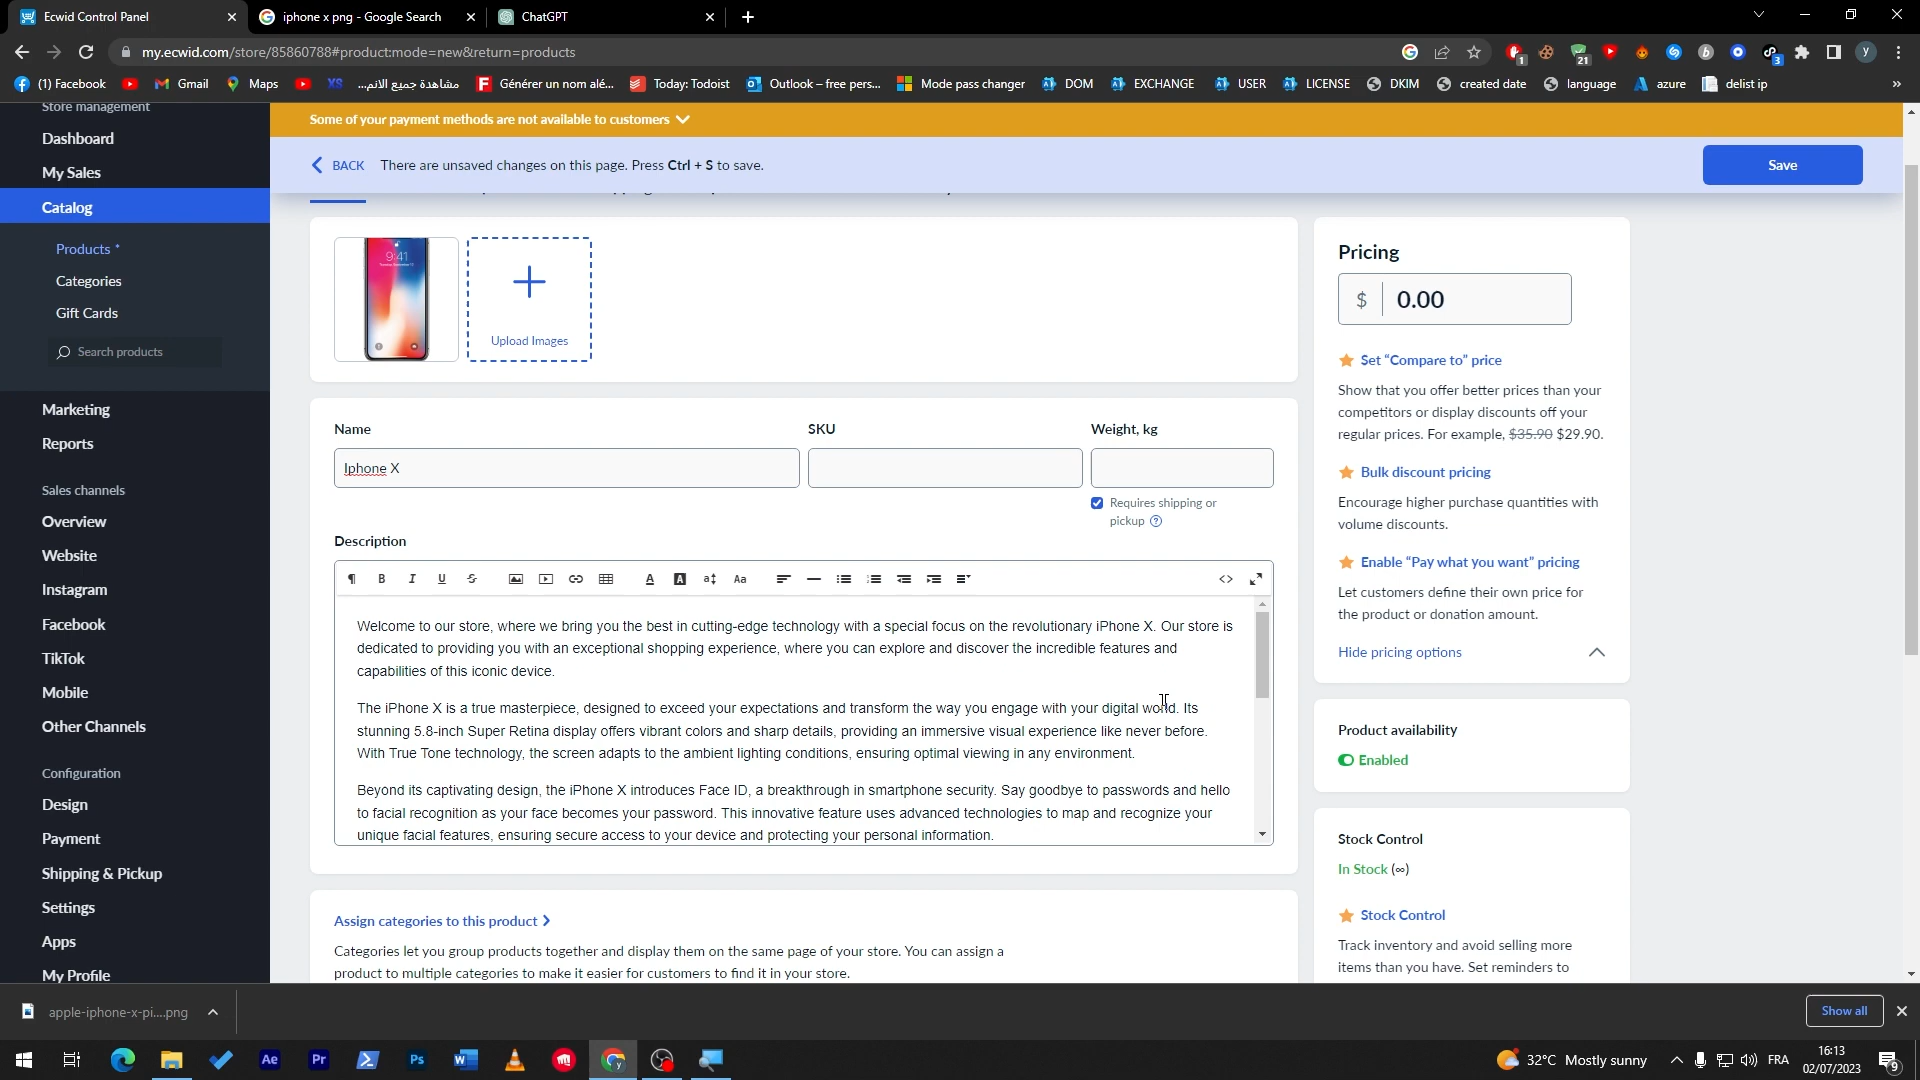 Ecwid Control Panel
iphone x png - Google Search
ChatGPT
my.ecwid.com/store/85860788#product:mode=new&return=products
1
21
3
y
(1) Facebook
Gmail
Maps
XS
مشاهدة جميع الانم...
Générer un nom alé...
Today: Todoist
Outlook – free pers...
Mode pass changer
DOM
EXCHANGE
USER
LICENSE
DKIM
created date
language
azure
delist ip
»
Store management
Dashboard
My Sales
Catalog
Products *
Categories
Gift Cards
Search products
Marketing
Reports
Sales channels
Overview
Website
Instagram
Facebook
TikTok
Mobile
Other Channels
Configuration
Design
Payment
Shipping & Pickup
Settings
Apps
My Profile
Some of your payment methods are not available to customers
BACK
There are unsaved changes on this page. Press Ctrl + S to save.
Save
9:41
Upload Images
Name
SKU
Weight, kg
Iphone X
Requires shipping or
pickup
Description
Welcome to our store, where we bring you the best in cutting-edge technology with a special focus on the revolutionary iPhone X. Our store is
dedicated to providing you with an exceptional shopping experience, where you can explore and discover the incredible features and
capabilities of this iconic device.
The iPhone X is a true masterpiece, designed to exceed your expectations and transform the way you engage with your digital world. Its
stunning 5.8-inch Super Retina display offers vibrant colors and sharp details, providing an immersive visual experience like never before.
With True Tone technology, the screen adapts to the ambient lighting conditions, ensuring optimal viewing in any environment.
Beyond its captivating design, the iPhone X introduces Face ID, a breakthrough in smartphone security. Say goodbye to passwords and hello
to facial recognition as your face becomes your password. This innovative feature uses advanced technologies to map and recognize your
unique facial features, ensuring secure access to your device and protecting your personal information.
Assign categories to this product
Categories let you group products together and display them on the same page of your store. You can assign a
product to multiple categories to make it easier for customers to find it in your store.
Pricing
$ 0.00
Set “Compare to” price
Show that you offer better prices than your
competitors or display discounts off your
regular prices. For example, $35.90 $29.90.
Bulk discount pricing
Encourage higher purchase quantities with
volume discounts.
Enable “Pay what you want” pricing
Let customers define their own price for
the product or donation amount.
Hide pricing options
Product availability
Enabled
Stock Control
In Stock (∞)
Stock Control
Track inventory and avoid selling more
items than you have. Set reminders to
apple-iphone-x-pi....png
Show all
Ae
Pr
Ps
32°C Mostly sunny
FRA
16:13
02/07/2023
9